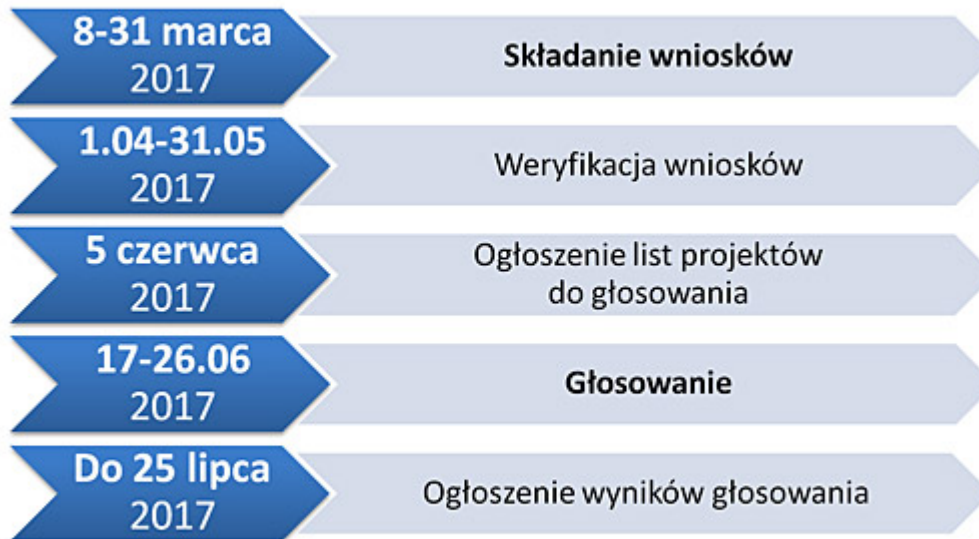 8-31 marca
2017
Składanie wniosków
1.04-31.05
2017
Weryfikacja wniosków
5 czerwca
2017
Ogłoszenie list projektów
do głosowania
17-26.06
2017
Głosowanie
Do 25 lipca
2017
Ogłoszenie wyników głosowania